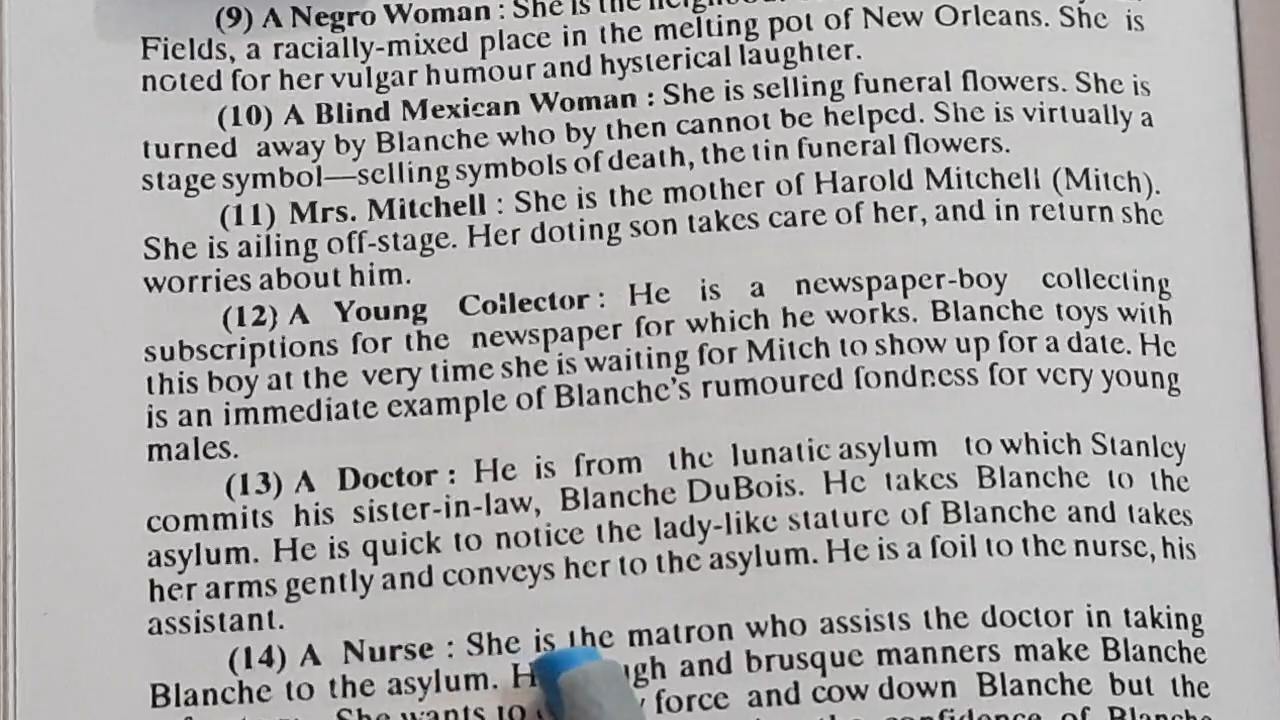 (9) A Negro Woman : She is the
Fields, a racially-mixed place in the melting pot of New Orleans. She is
noted for her vulgar humour and hysterical laughter.
(10) A Blind Mexican Woman : She is selling funeral flowers. She is
turned away by Blanche who by then cannot be helped. She is virtually a
stage symbol—selling symbols of death, the tin funeral flowers.
(11) Mrs. Mitchell : She is the mother of Harold Mitchell (Mitch).
She is ailing off-stage. Her doting son takes care of her, and in return she
worries about him.
(12) A Young Collector : He is a newspaper-boy collecting
subscriptions for the newspaper for which he works. Blanche toys with
this boy at the very time she is waiting for Mitch to show up for a date. He
is an immediate example of Blanche's rumoured fondness for very young
males.
(13) A Doctor : He is from the lunatic asylum to which Stanley
commits his sister-in-law, Blanche DuBois. He takes Blanche to the
asylum. He is quick to notice the lady-like stature of Blanche and takes
her arms gently and conveys her to the asylum. He is a foil to the nurse, his
assistant.
(14) A Nurse : She is the matron who assists the doctor in taking
Blanche to the asylum. and brusque manners make Blanche
She wants to force and cow down Blanche but the
confidence of Blanche